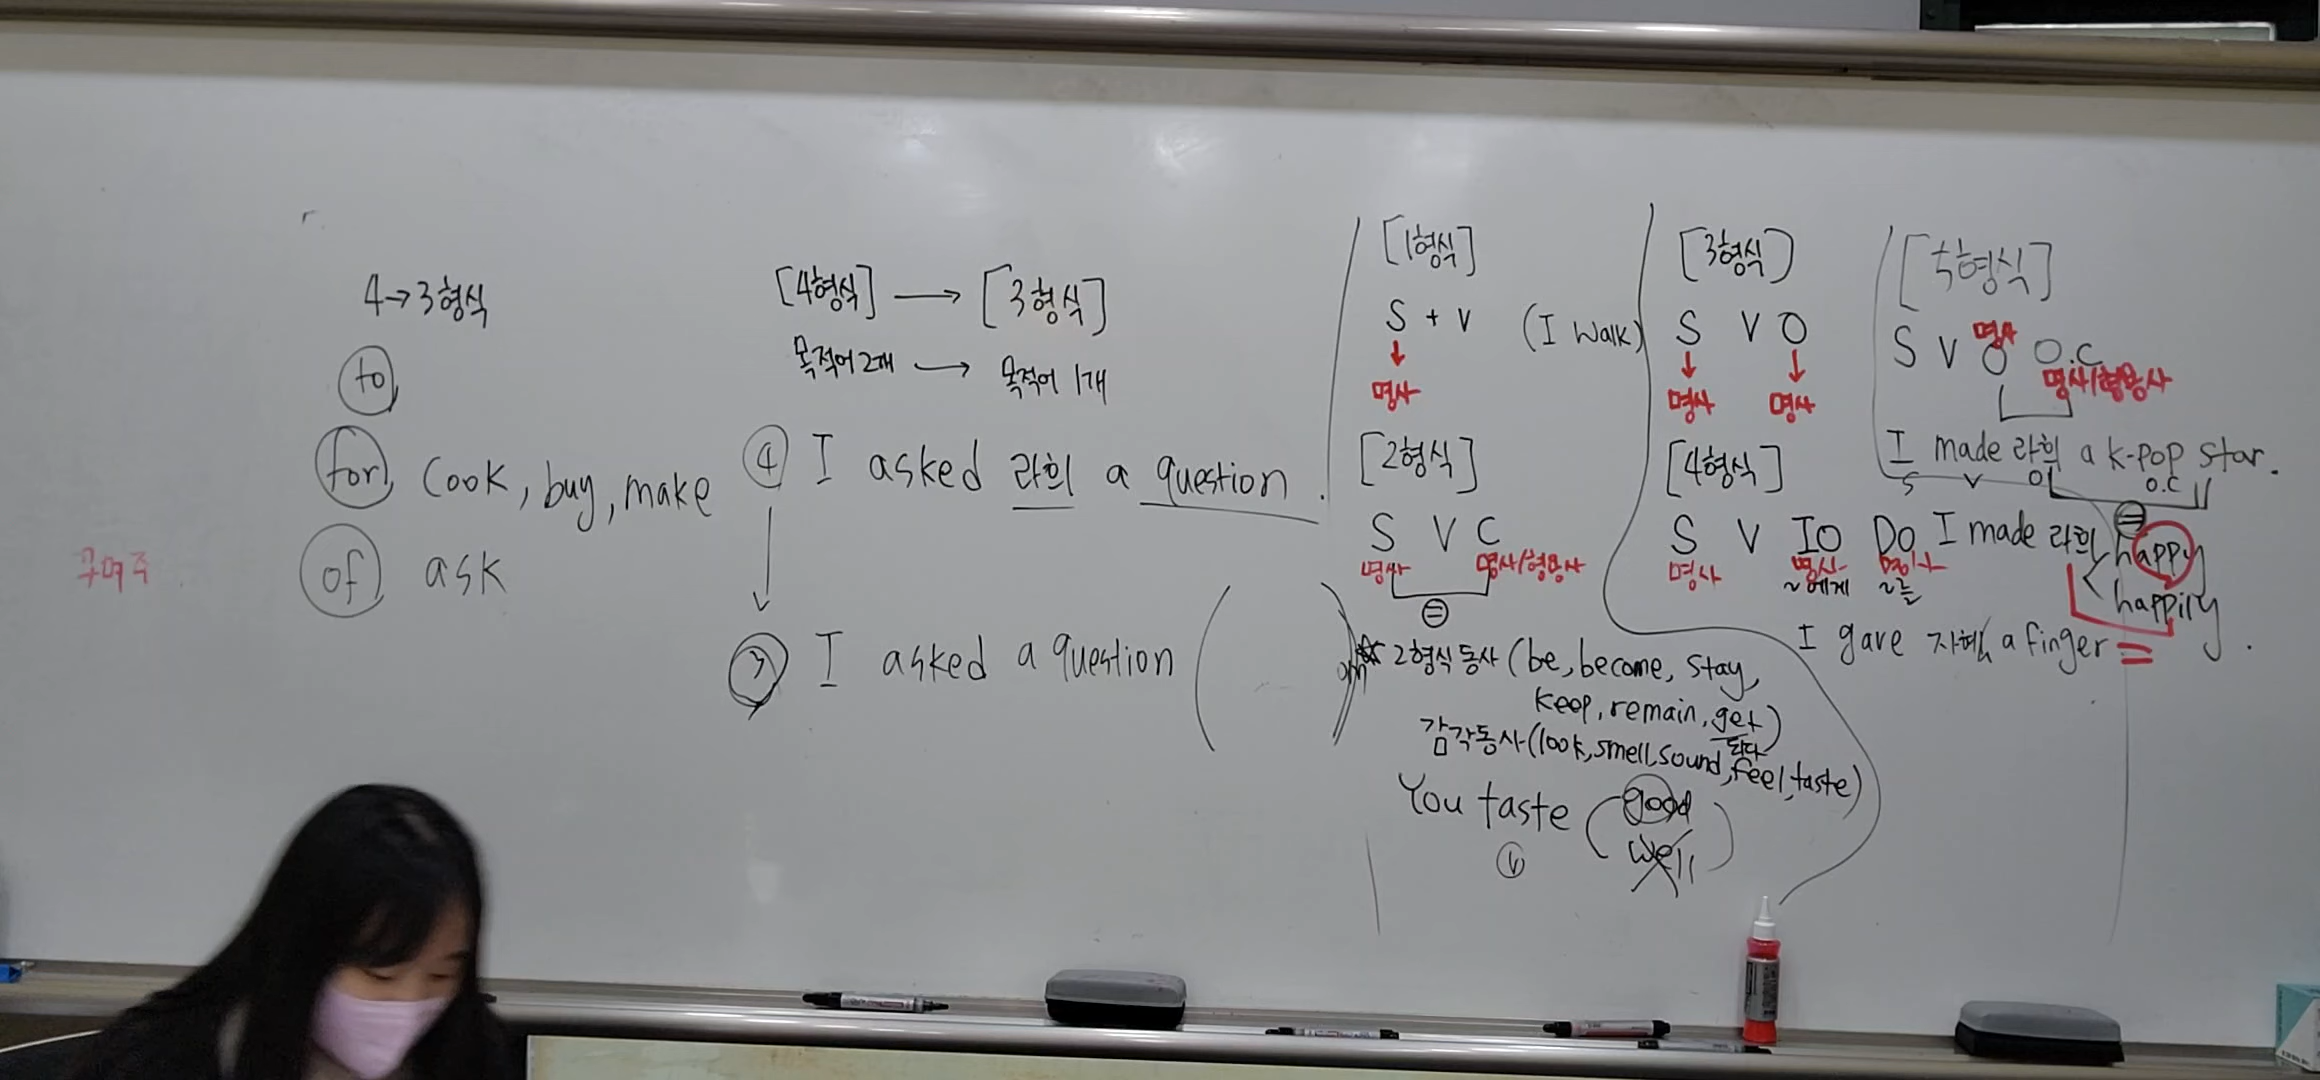 4→3형식
to
for cook, buy, make
of ask
[4형식] → [3형식]
목적어 2개 → 목적어 1개
④ I asked 라희 a question.
③ I asked a question ( )
[1형식]
S + V (I walk)
명사
[2형식]
S V C
명사 명사/형용사
=
2형식 동사 (be, become, stay,
keep, remain, get)
되다
감각동사 (look, smell, sound, feel, taste)
You taste (good
well)
ⓥ
[3형식]
S V O
명사 명사
[4형식]
S V IO DO
명사 명사 명사
~에게 ~를
I gave 지혜 a finger
[5형식]
S V O O.C
명사 명사/형용사
I made 라희 a k-pop star.
S V O O.C
=
I made 라희 happy
happily.
=